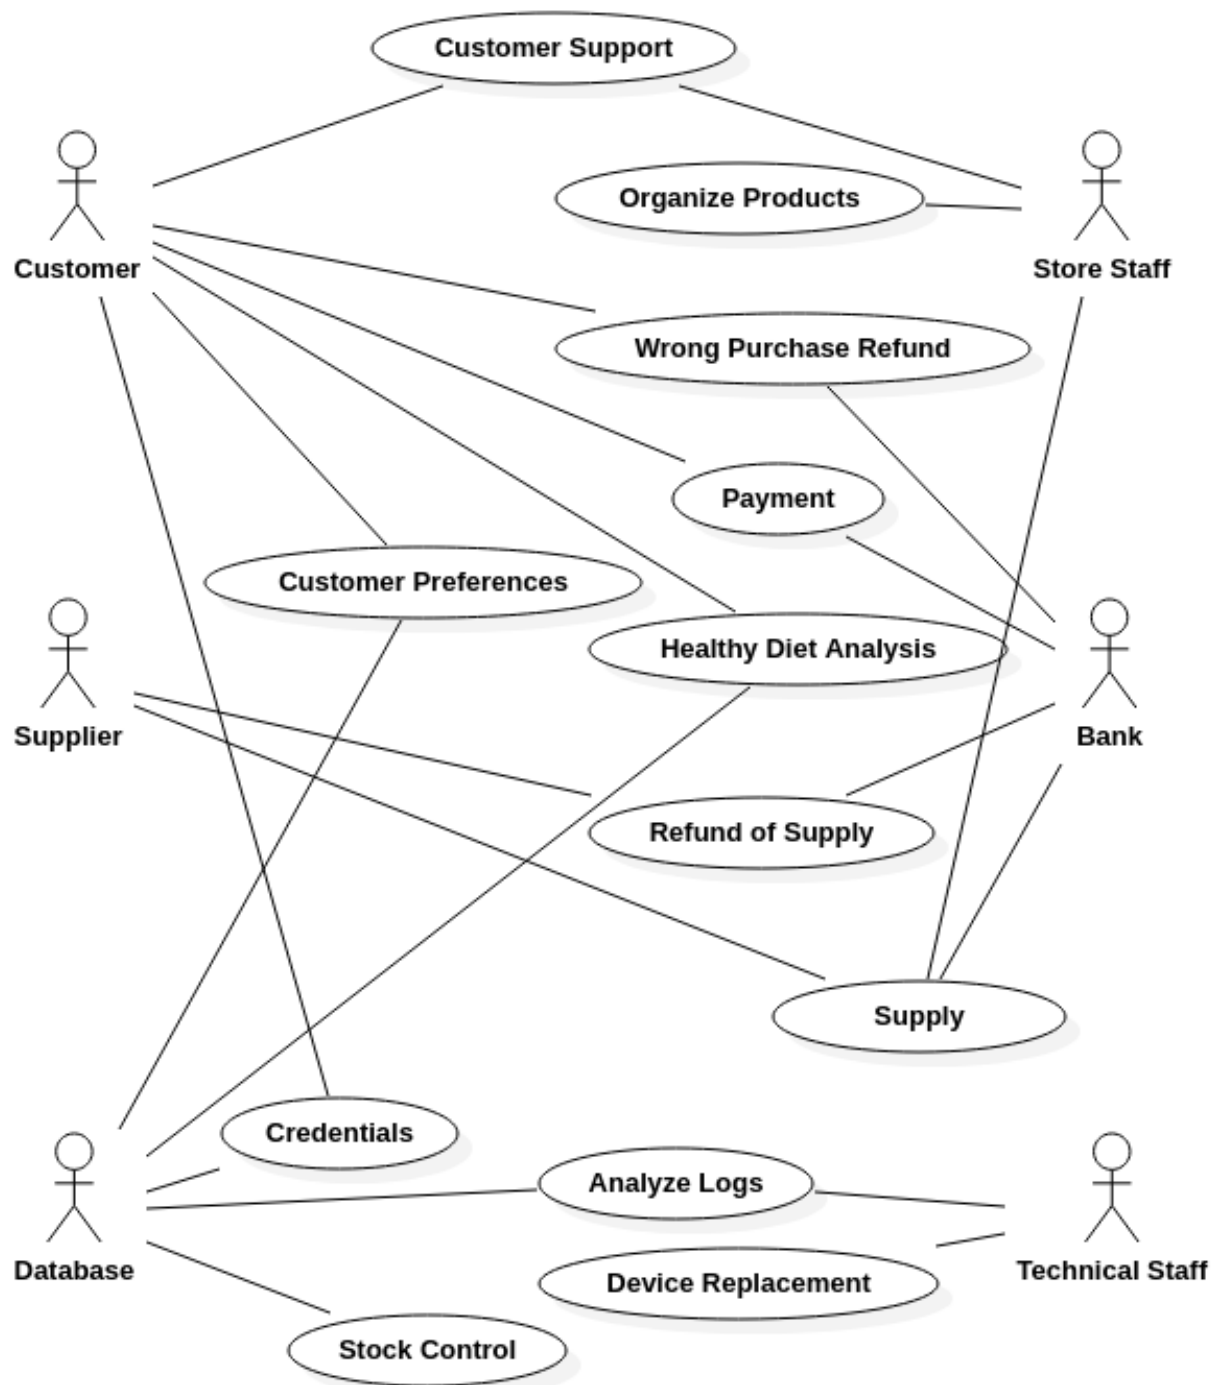 Customer Support
Organize Products
Customer
Store Staff
Wrong Purchase Refund
Payment
Customer Preferences
Healthy Diet Analysis
Supplier
Bank
Refund of Supply
Supply
Credentials
Analyze Logs
Database
Technical Staff
Device Replacement
Stock Control